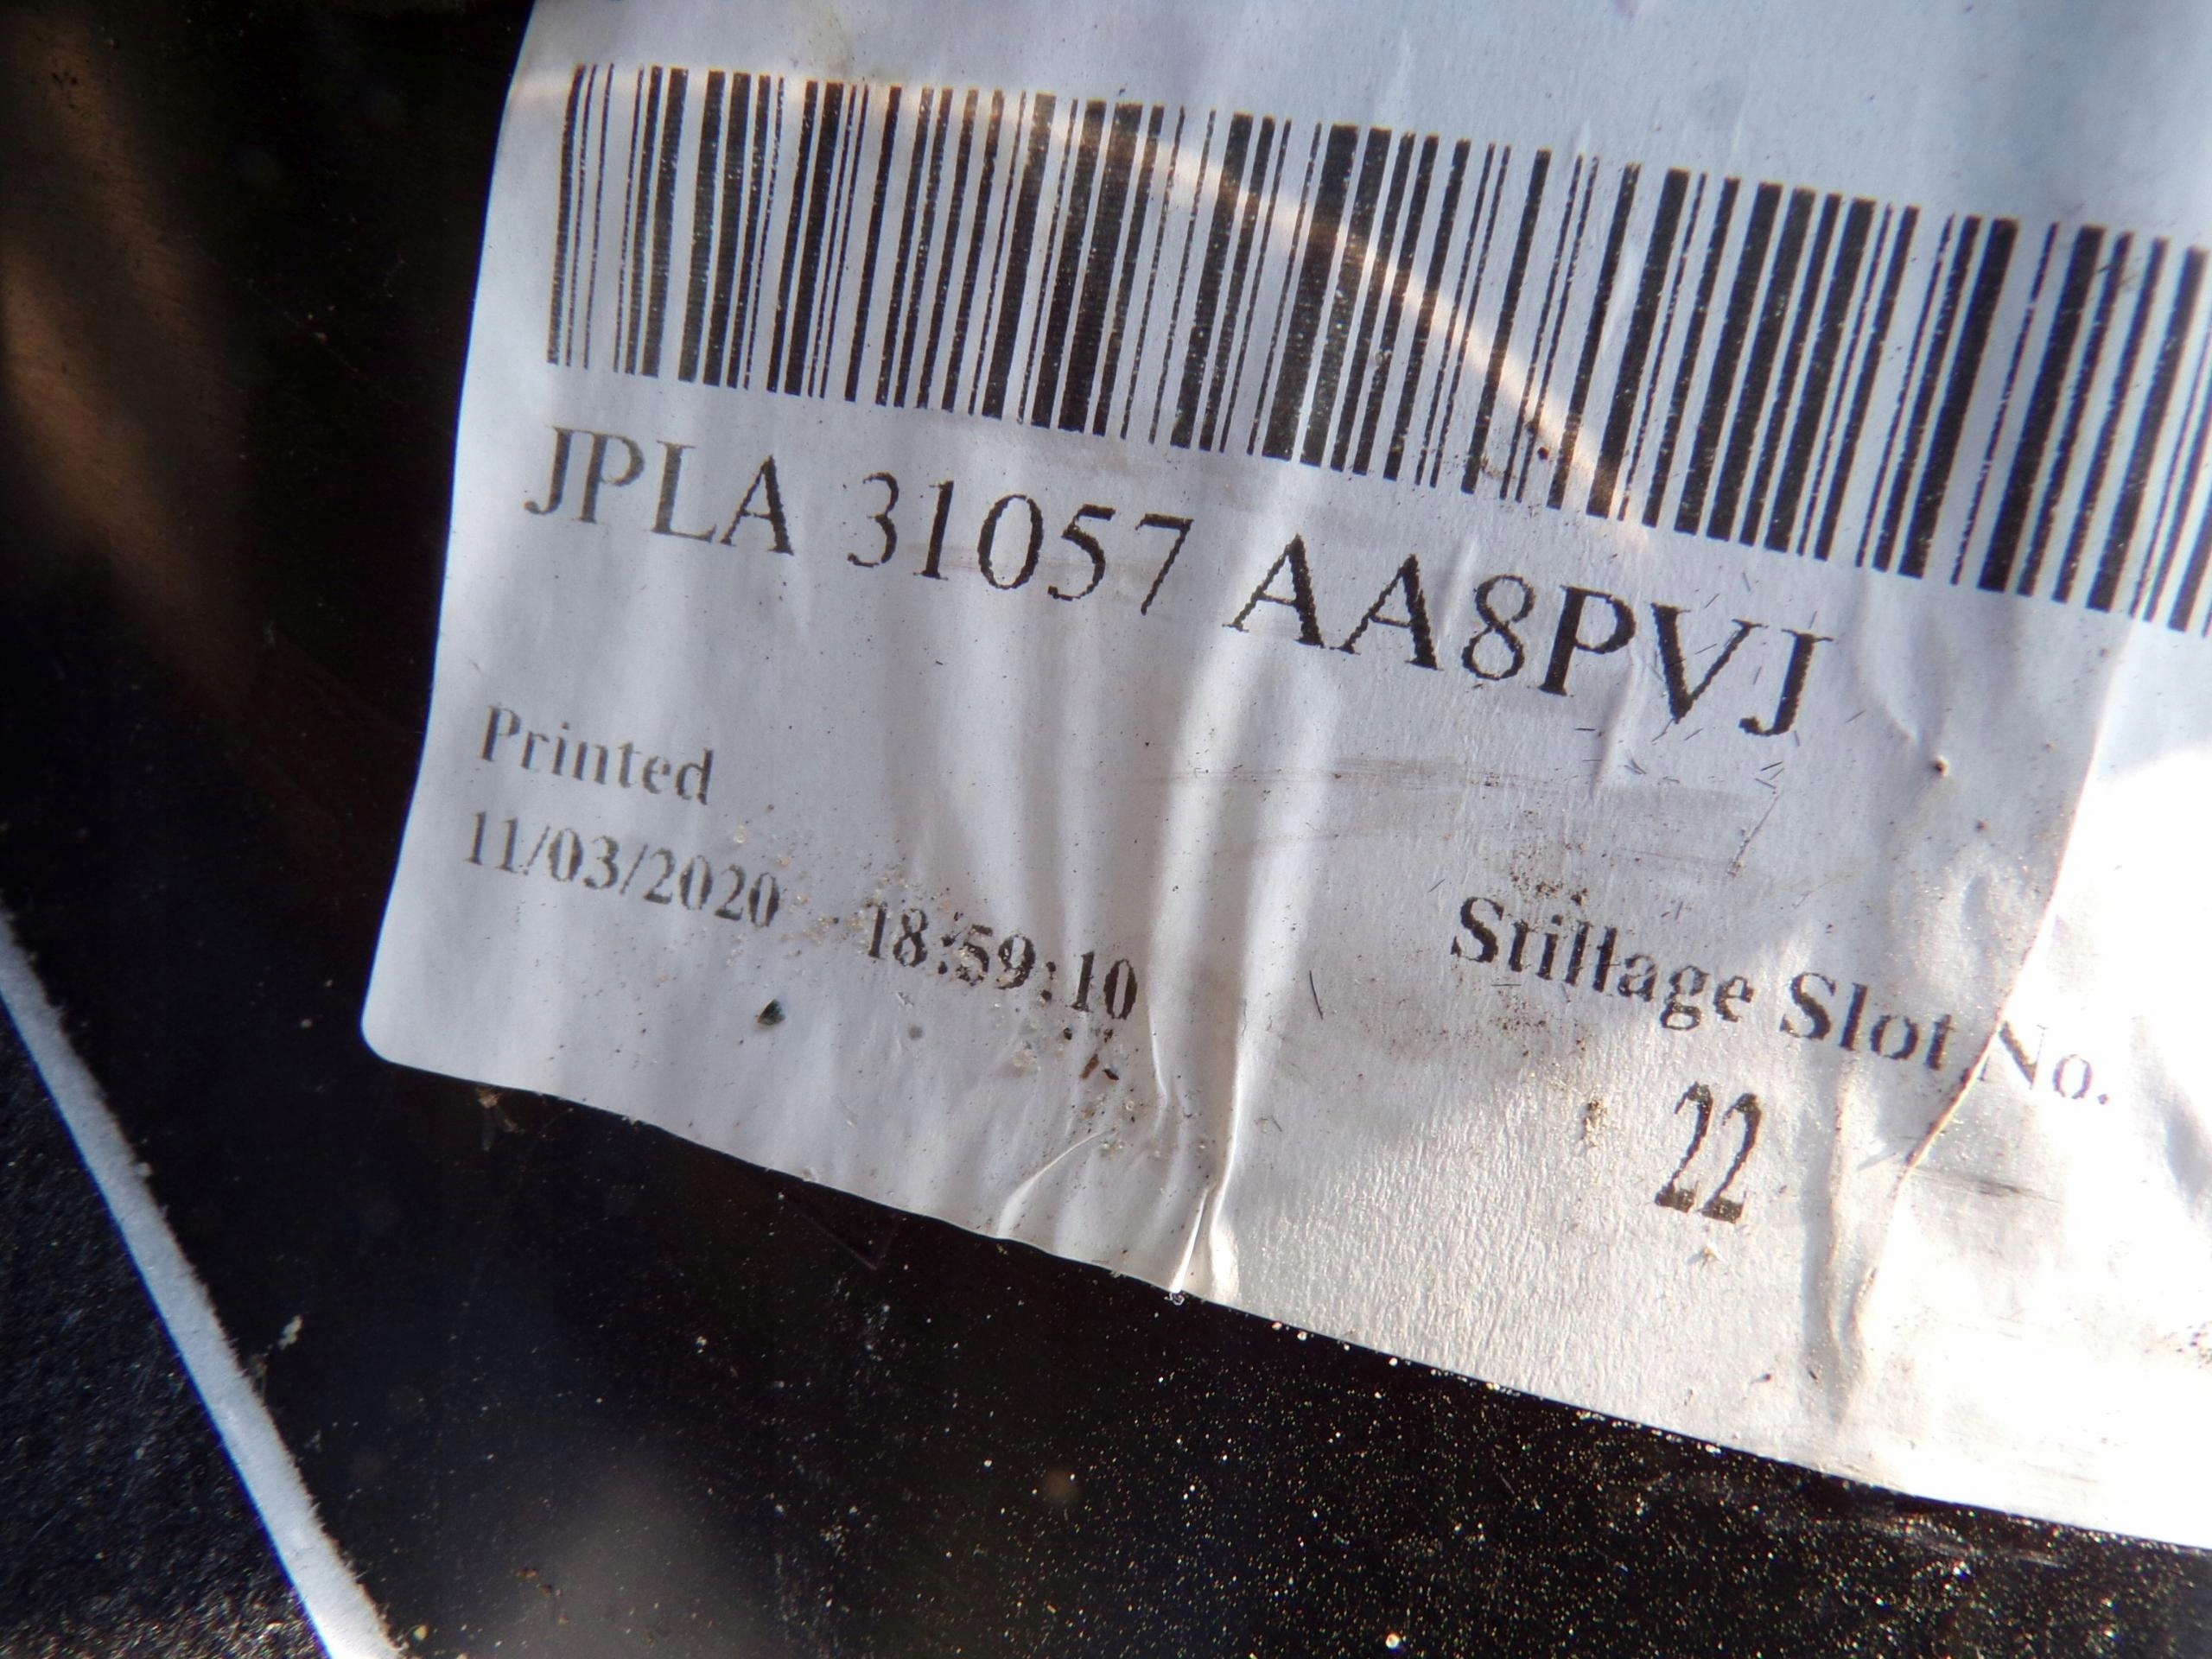 JPLA 31057 AA8PVJ
Printed
11/03/2020 18:59:10
Stillage Slot No.
22